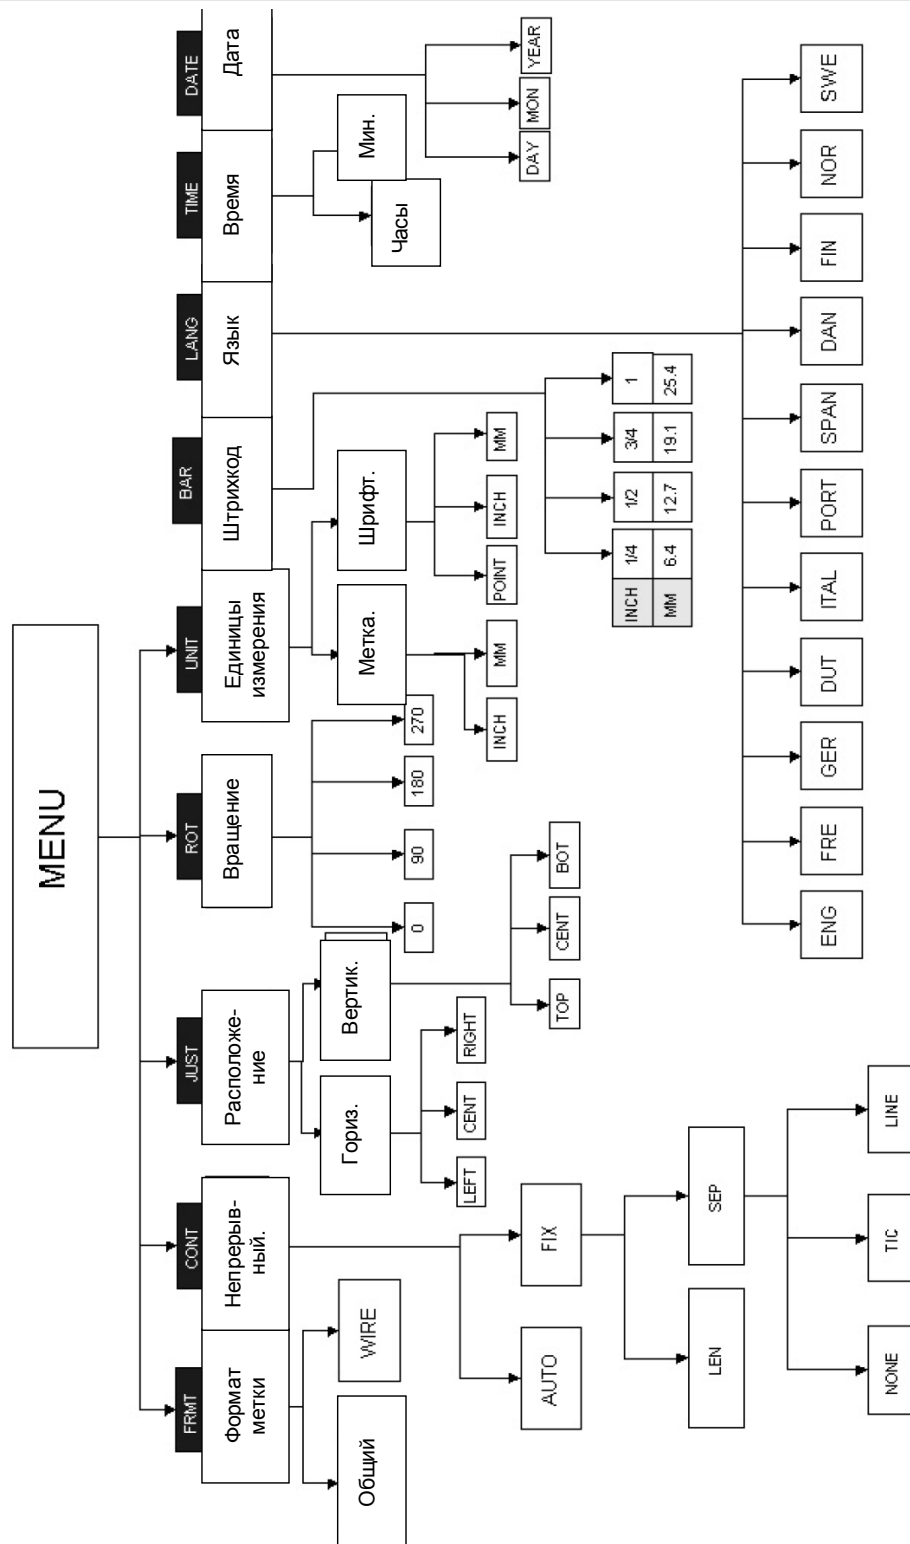 MENU
FRMT
CONT
JUST
ROT
UNIT
BAR
LANG
TIME
DATE
Формат
метки
Непрерыв-
ный.
Расположе-
ние
Вращение
Единицы
измерения
Штрихкод
Язык
Время
Дата
Общий
WIRE
Гориз.
Вертик.
Метка.
Шрифт.
Часы
Мин.
0
90
180
270
LEFT
CENT
RIGHT
INCH
MM
POINT
INCH
MM
DAY
MON
YEAR
AUTO
FIX
TOP
CENT
BOT
INCH 1/4 1/2 3/4 1
MM 6.4 12.7 19.1 25.4
LEN
SEP
ENG
FRE
GER
DUT
ITAL
PORT
SPAN
DAN
FIN
NOR
SWE
NONE
TIC
LINE